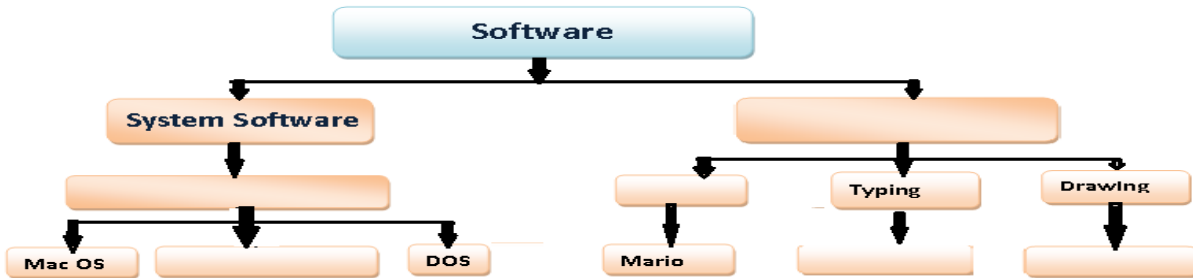 Software
System Software
Typing
DrawIng
Mac OS
DOS
Mario